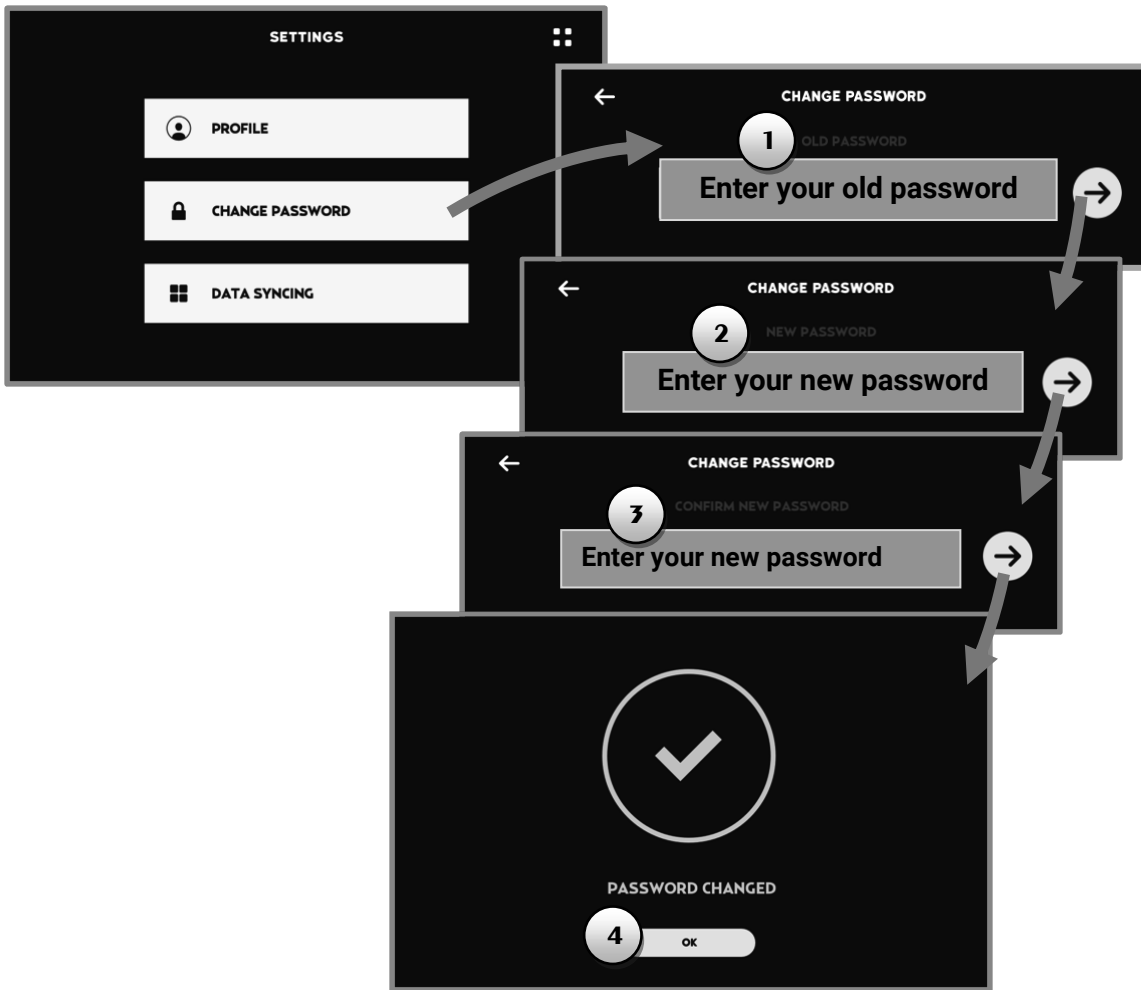 SETTINGS
PROFILE
CHANGE PASSWORD
DATA SYNCING
CHANGE PASSWORD
1
OLD PASSWORD
Enter your old password
CHANGE PASSWORD
2
NEW PASSWORD
Enter your new password
CHANGE PASSWORD
3
CONFIRM NEW PASSWORD
Enter your new password
PASSWORD CHANGED
4
OK